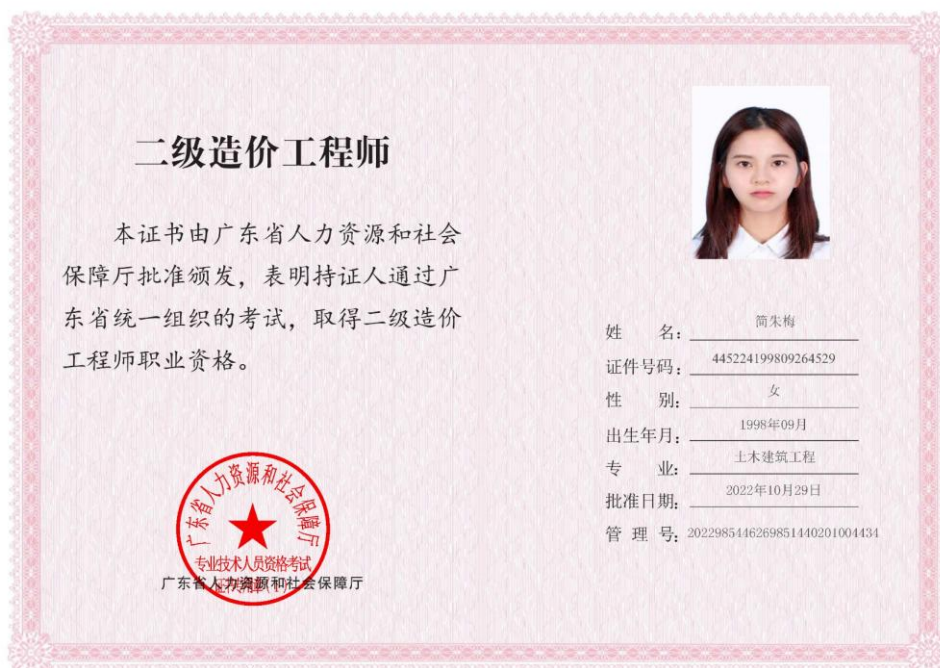 二级造价工程师
本证书由广东省人力资源和社会
保障厅批准颁发，表明持证人通过广
东省统一组织的考试，取得二级造价
工程师职业资格。
广东省人力资源和社会保障厅
专业技术人员资格考试
广东省人力资源和社会保障厅
姓 名：简朱梅
证件号码：445224199809264529
性 别：女
出生年月：1998年09月
专 业：土木建筑工程
批准日期：2022年10月29日
管 理 号：20229854462698514402010044​34